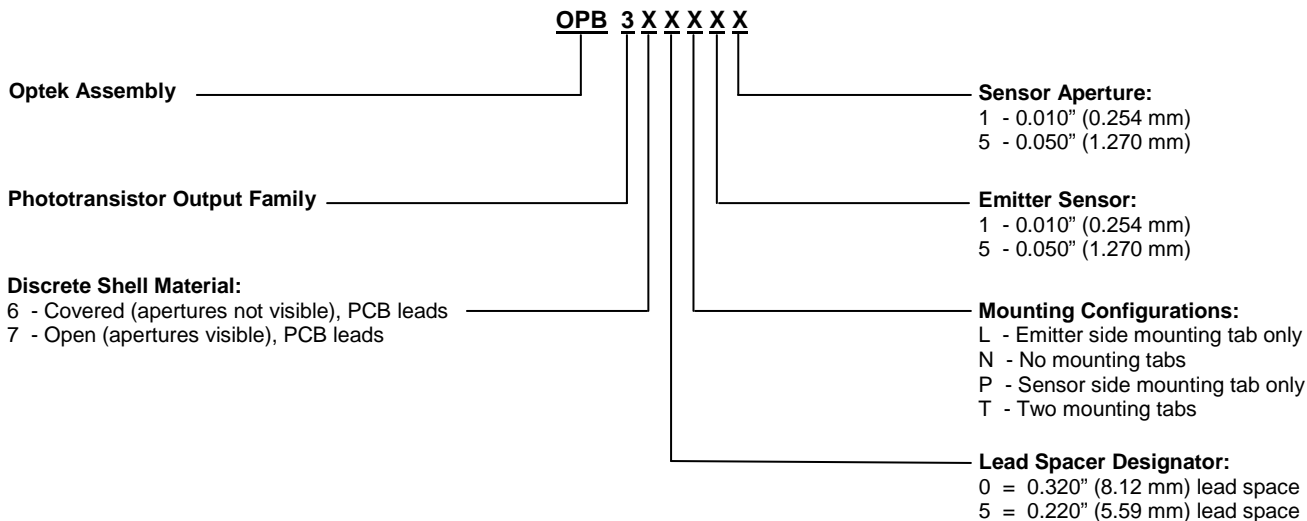 OPB 3 X X X X X
Optek Assembly
Phototransistor Output Family
Discrete Shell Material:
6 - Covered (apertures not visible), PCB leads
7 - Open (apertures visible), PCB leads
Sensor Aperture:
1 - 0.010” (0.254 mm)
5 - 0.050” (1.270 mm)
Emitter Sensor:
1 - 0.010” (0.254 mm)
5 - 0.050” (1.270 mm)
Mounting Configurations:
L - Emitter side mounting tab only
N - No mounting tabs
P - Sensor side mounting tab only
T - Two mounting tabs
Lead Spacer Designator:
0 = 0.320” (8.12 mm) lead space
5 = 0.220” (5.59 mm) lead space